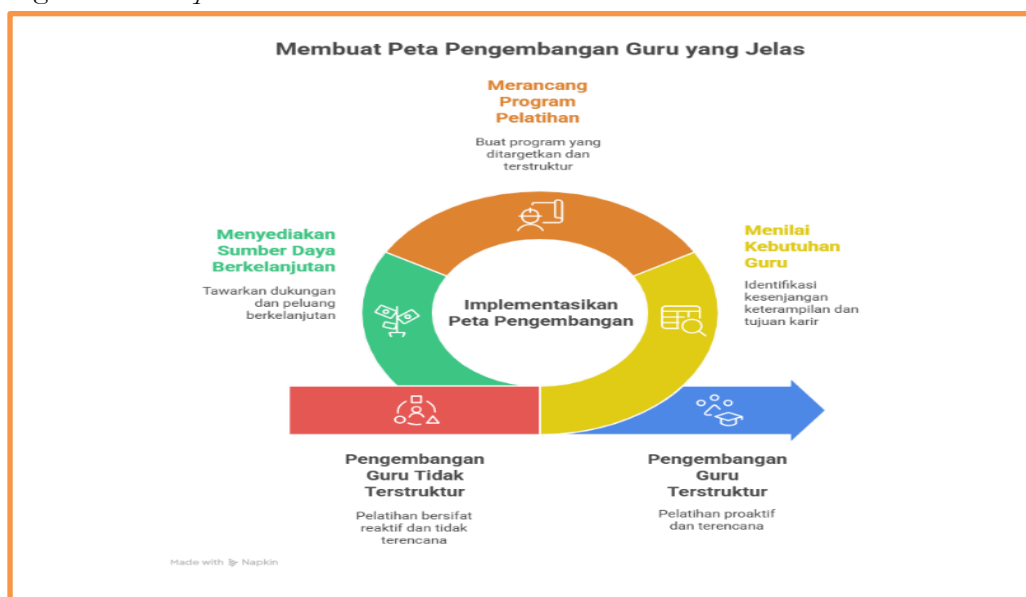 Membuat Peta Pengembangan Guru yang Jelas
Merancang
Program
Pelatihan
Buat program yang
ditargetkan dan
terstruktur
Menyediakan
Sumber Daya
Berkelanjutan
Tawarkan dukungan
dan peluang
berkelanjutan
Menilai
Kebutuhan
Guru
Identifikasi
kesenjangan
keterampilan dan
tujuan karir
Implementasikan
Peta Pengembangan
Pengembangan
Guru Tidak
Terstruktur
Pelatihan bersifat
reaktif dan tidak
terencana
Pengembangan
Guru
Terstruktur
Pelatihan proaktif
dan terencana
Made with Napkin